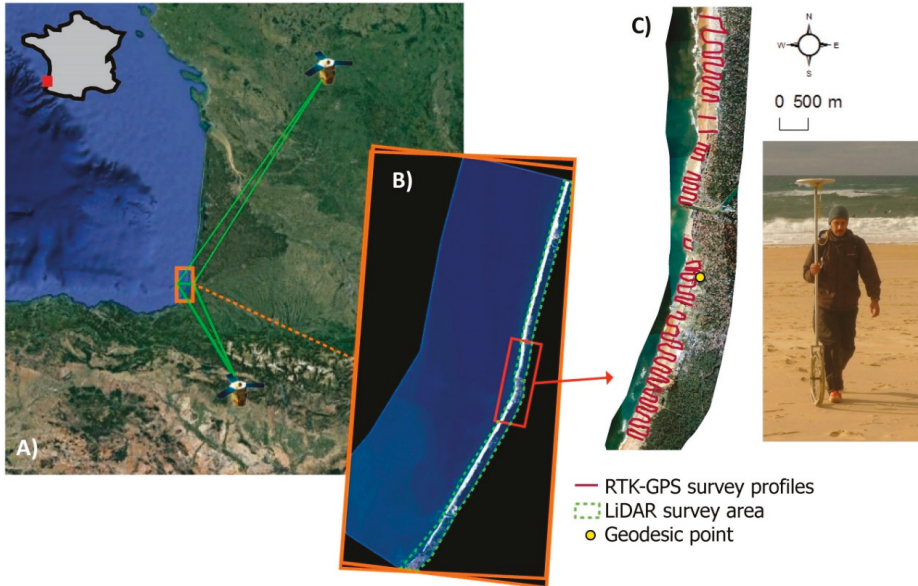 A)
B)
C)
N
W E
S
0 500 m
RTK-GPS survey profiles
LiDAR survey area
Geodesic point